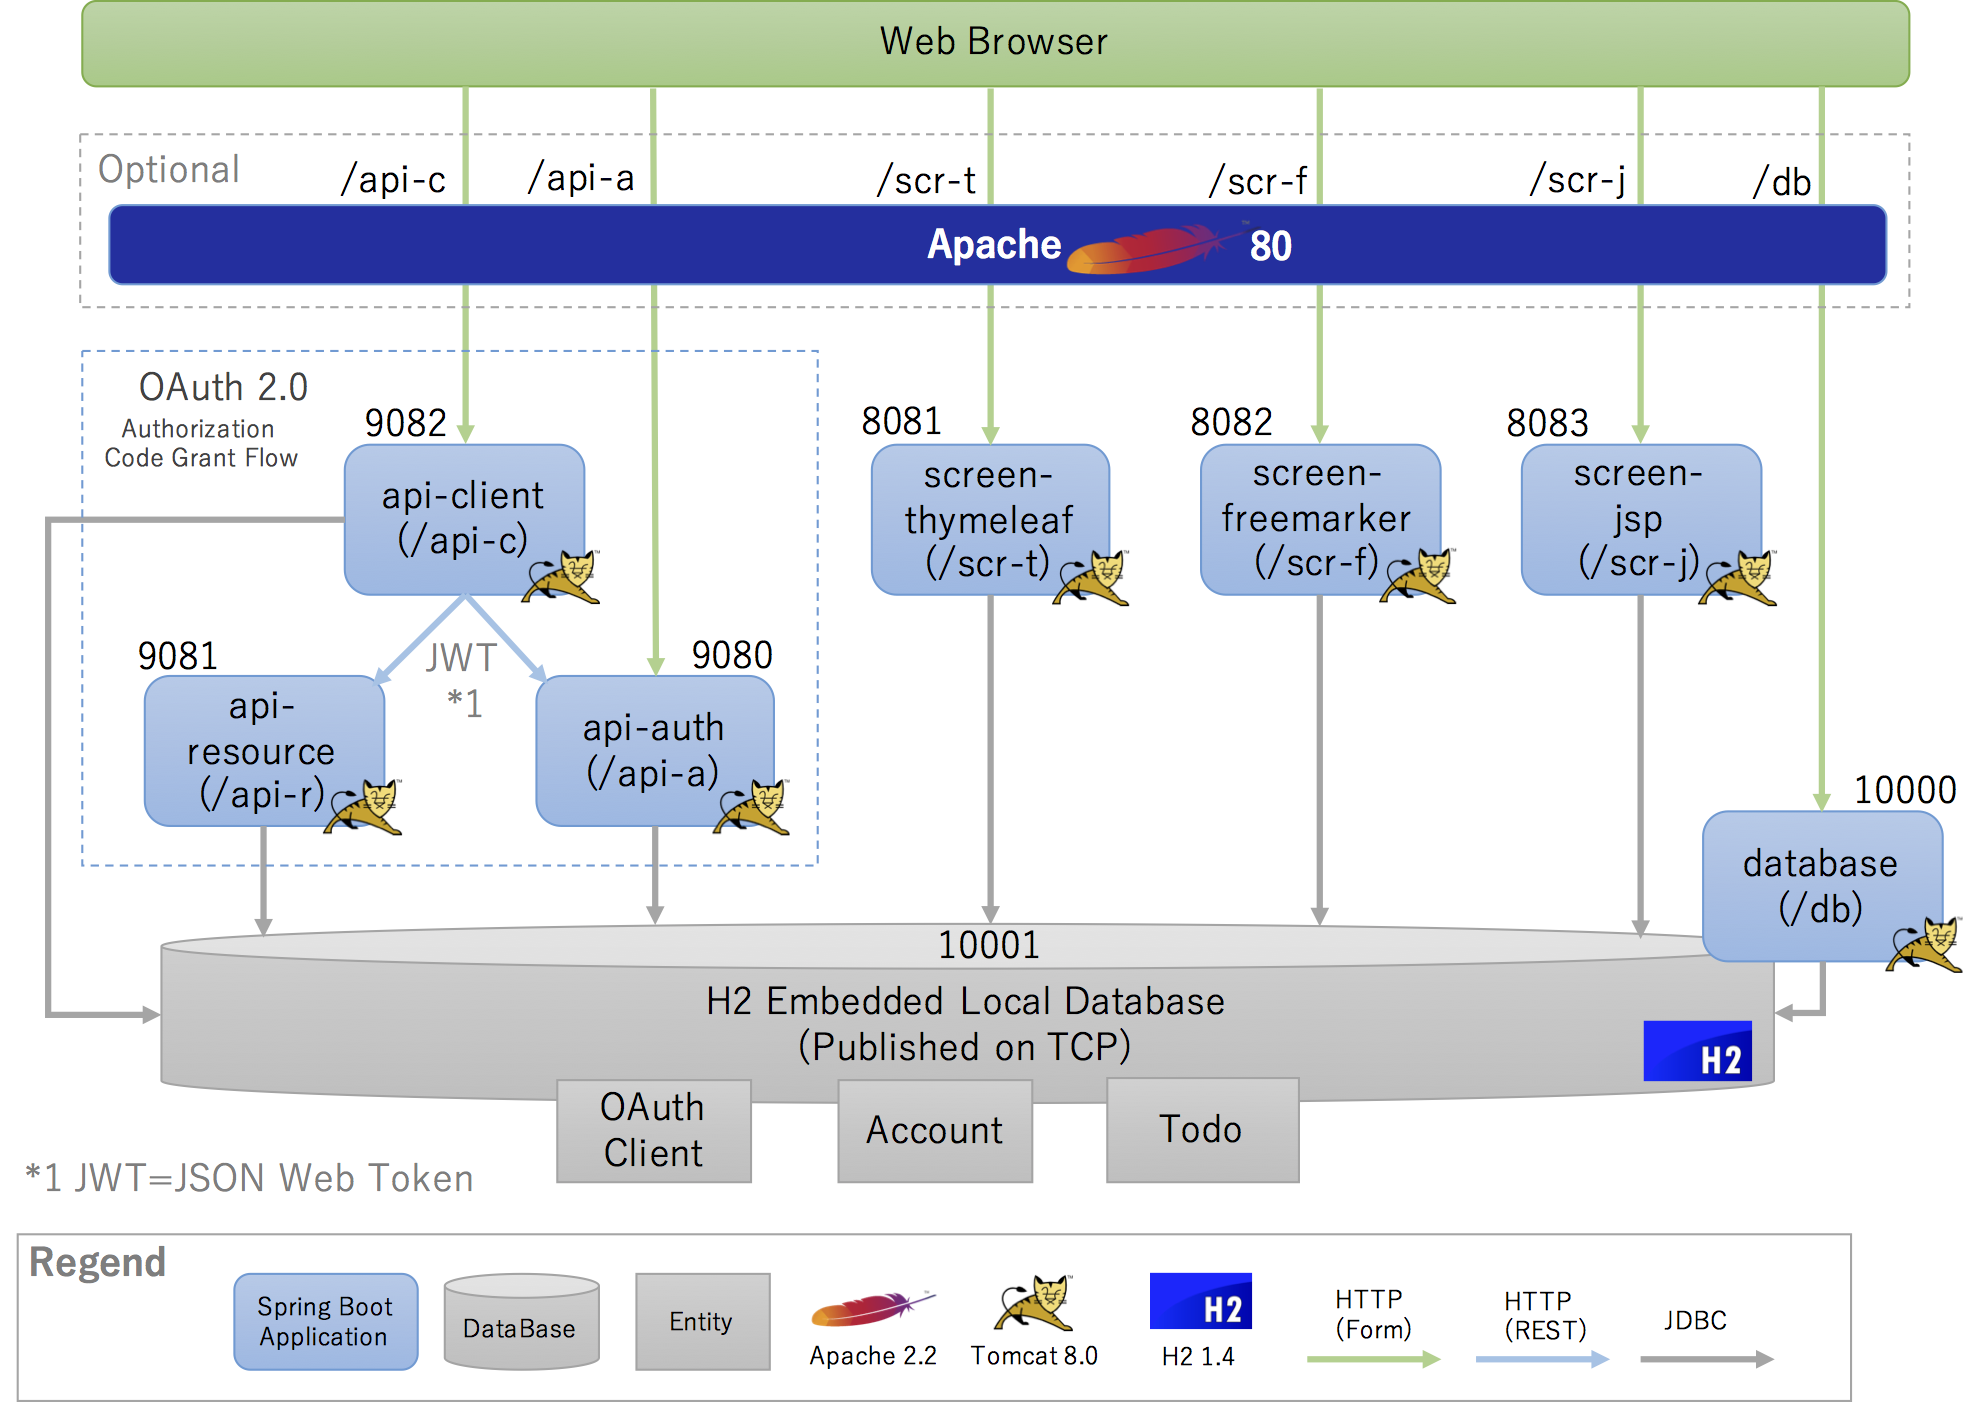 Web Browser
Optional
/api-c
/api-a
/scr-t
/scr-f
/scr-j
/db
Apache
80
OAuth 2.0
Authorization
Code Grant Flow
9082
api-client
(/api-c)
8081
screen-
thymeleaf
(/scr-t)
8082
screen-
freemarker
(/scr-f)
8083
screen-
jsp
(/scr-j)
JWT
*1
9081
api-
resource
(/api-r)
9080
api-auth
(/api-a)
10000
database
(/db)
10001
H2 Embedded Local Database
(Published on TCP)
H2
OAuth
Client
Account
Todo
*1 JWT=JSON Web Token
Regend
Spring Boot
Application
DataBase
Entity
Apache 2.2
Tomcat 8.0
H2
H2 1.4
HTTP
(Form)
HTTP
(REST)
JDBC